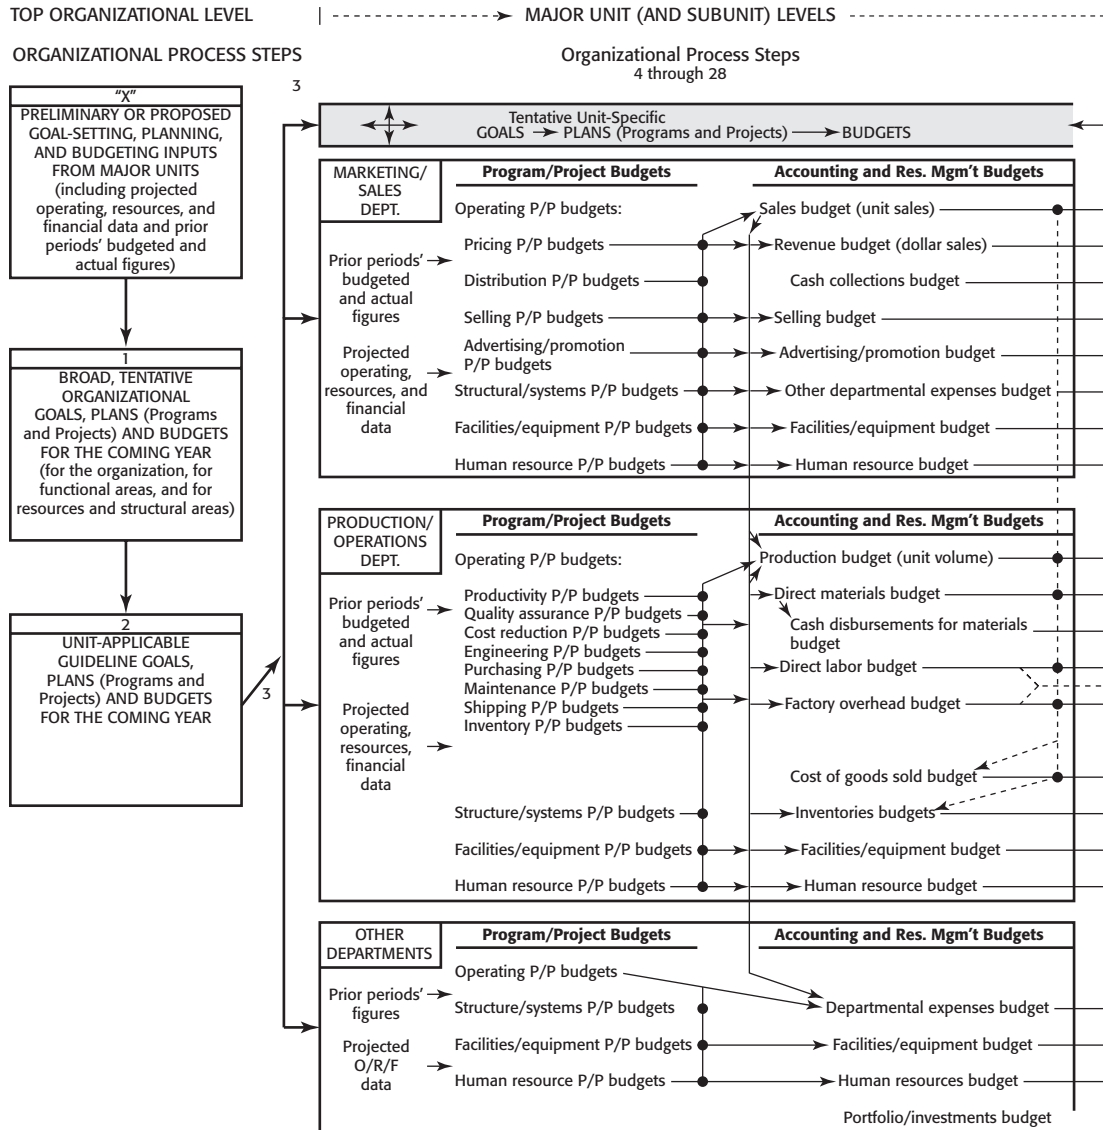 TOP ORGANIZATIONAL LEVEL
MAJOR UNIT (AND SUBUNIT) LEVELS
ORGANIZATIONAL PROCESS STEPS
Organizational Process Steps
4 through 28
"X"
PRELIMINARY OR PROPOSED
GOAL-SETTING, PLANNING,
AND BUDGETING INPUTS
FROM MAJOR UNITS
(including projected
operating, resources, and
financial data and prior
periods' budgeted and
actual figures)
1
BROAD, TENTATIVE
ORGANIZATIONAL
GOALS, PLANS (Programs
and Projects) AND BUDGETS
FOR THE COMING YEAR
(for the organization, for
functional areas, and for
resources and structural areas)
2
UNIT-APPLICABLE
GUIDELINE GOALS,
PLANS (Programs and
Projects) AND BUDGETS
FOR THE COMING YEAR
3
3
Tentative Unit-Specific
GOALS PLANS (Programs and Projects) BUDGETS
MARKETING/
SALES
DEPT.
Prior periods'
budgeted
and actual
figures
Projected
operating,
resources, and
financial
data
Program/Project Budgets
Operating P/P budgets:
Pricing P/P budgets
Distribution P/P budgets
Selling P/P budgets
Advertising/promotion
P/P budgets
Structural/systems P/P budgets
Facilities/equipment P/P budgets
Human resource P/P budgets
Accounting and Res. Mgm't Budgets
Sales budget (unit sales)
Revenue budget (dollar sales)
Cash collections budget
Selling budget
Advertising/promotion budget
Other departmental expenses budget
Facilities/equipment budget
Human resource budget
PRODUCTION/
OPERATIONS
DEPT.
Prior periods'
budgeted
and actual
figures
Projected
operating,
resources,
financial
data
Program/Project Budgets
Operating P/P budgets:
Productivity P/P budgets
Quality assurance P/P budgets
Cost reduction P/P budgets
Engineering P/P budgets
Purchasing P/P budgets
Maintenance P/P budgets
Shipping P/P budgets
Inventory P/P budgets
Structure/systems P/P budgets
Facilities/equipment P/P budgets
Human resource P/P budgets
Accounting and Res. Mgm't Budgets
Production budget (unit volume)
Direct materials budget
Cash disbursements for materials
budget
Direct labor budget
Factory overhead budget
Cost of goods sold budget
Inventories budgets
Facilities/equipment budget
Human resource budget
OTHER
DEPARTMENTS
Prior periods'
figures
Projected
O/R/F
data
Program/Project Budgets
Operating P/P budgets
Structure/systems P/P budgets
Facilities/equipment P/P budgets
Human resource P/P budgets
Accounting and Res. Mgm't Budgets
Departmental expenses budget
Facilities/equipment budget
Human resources budget
Portfolio/investments budget